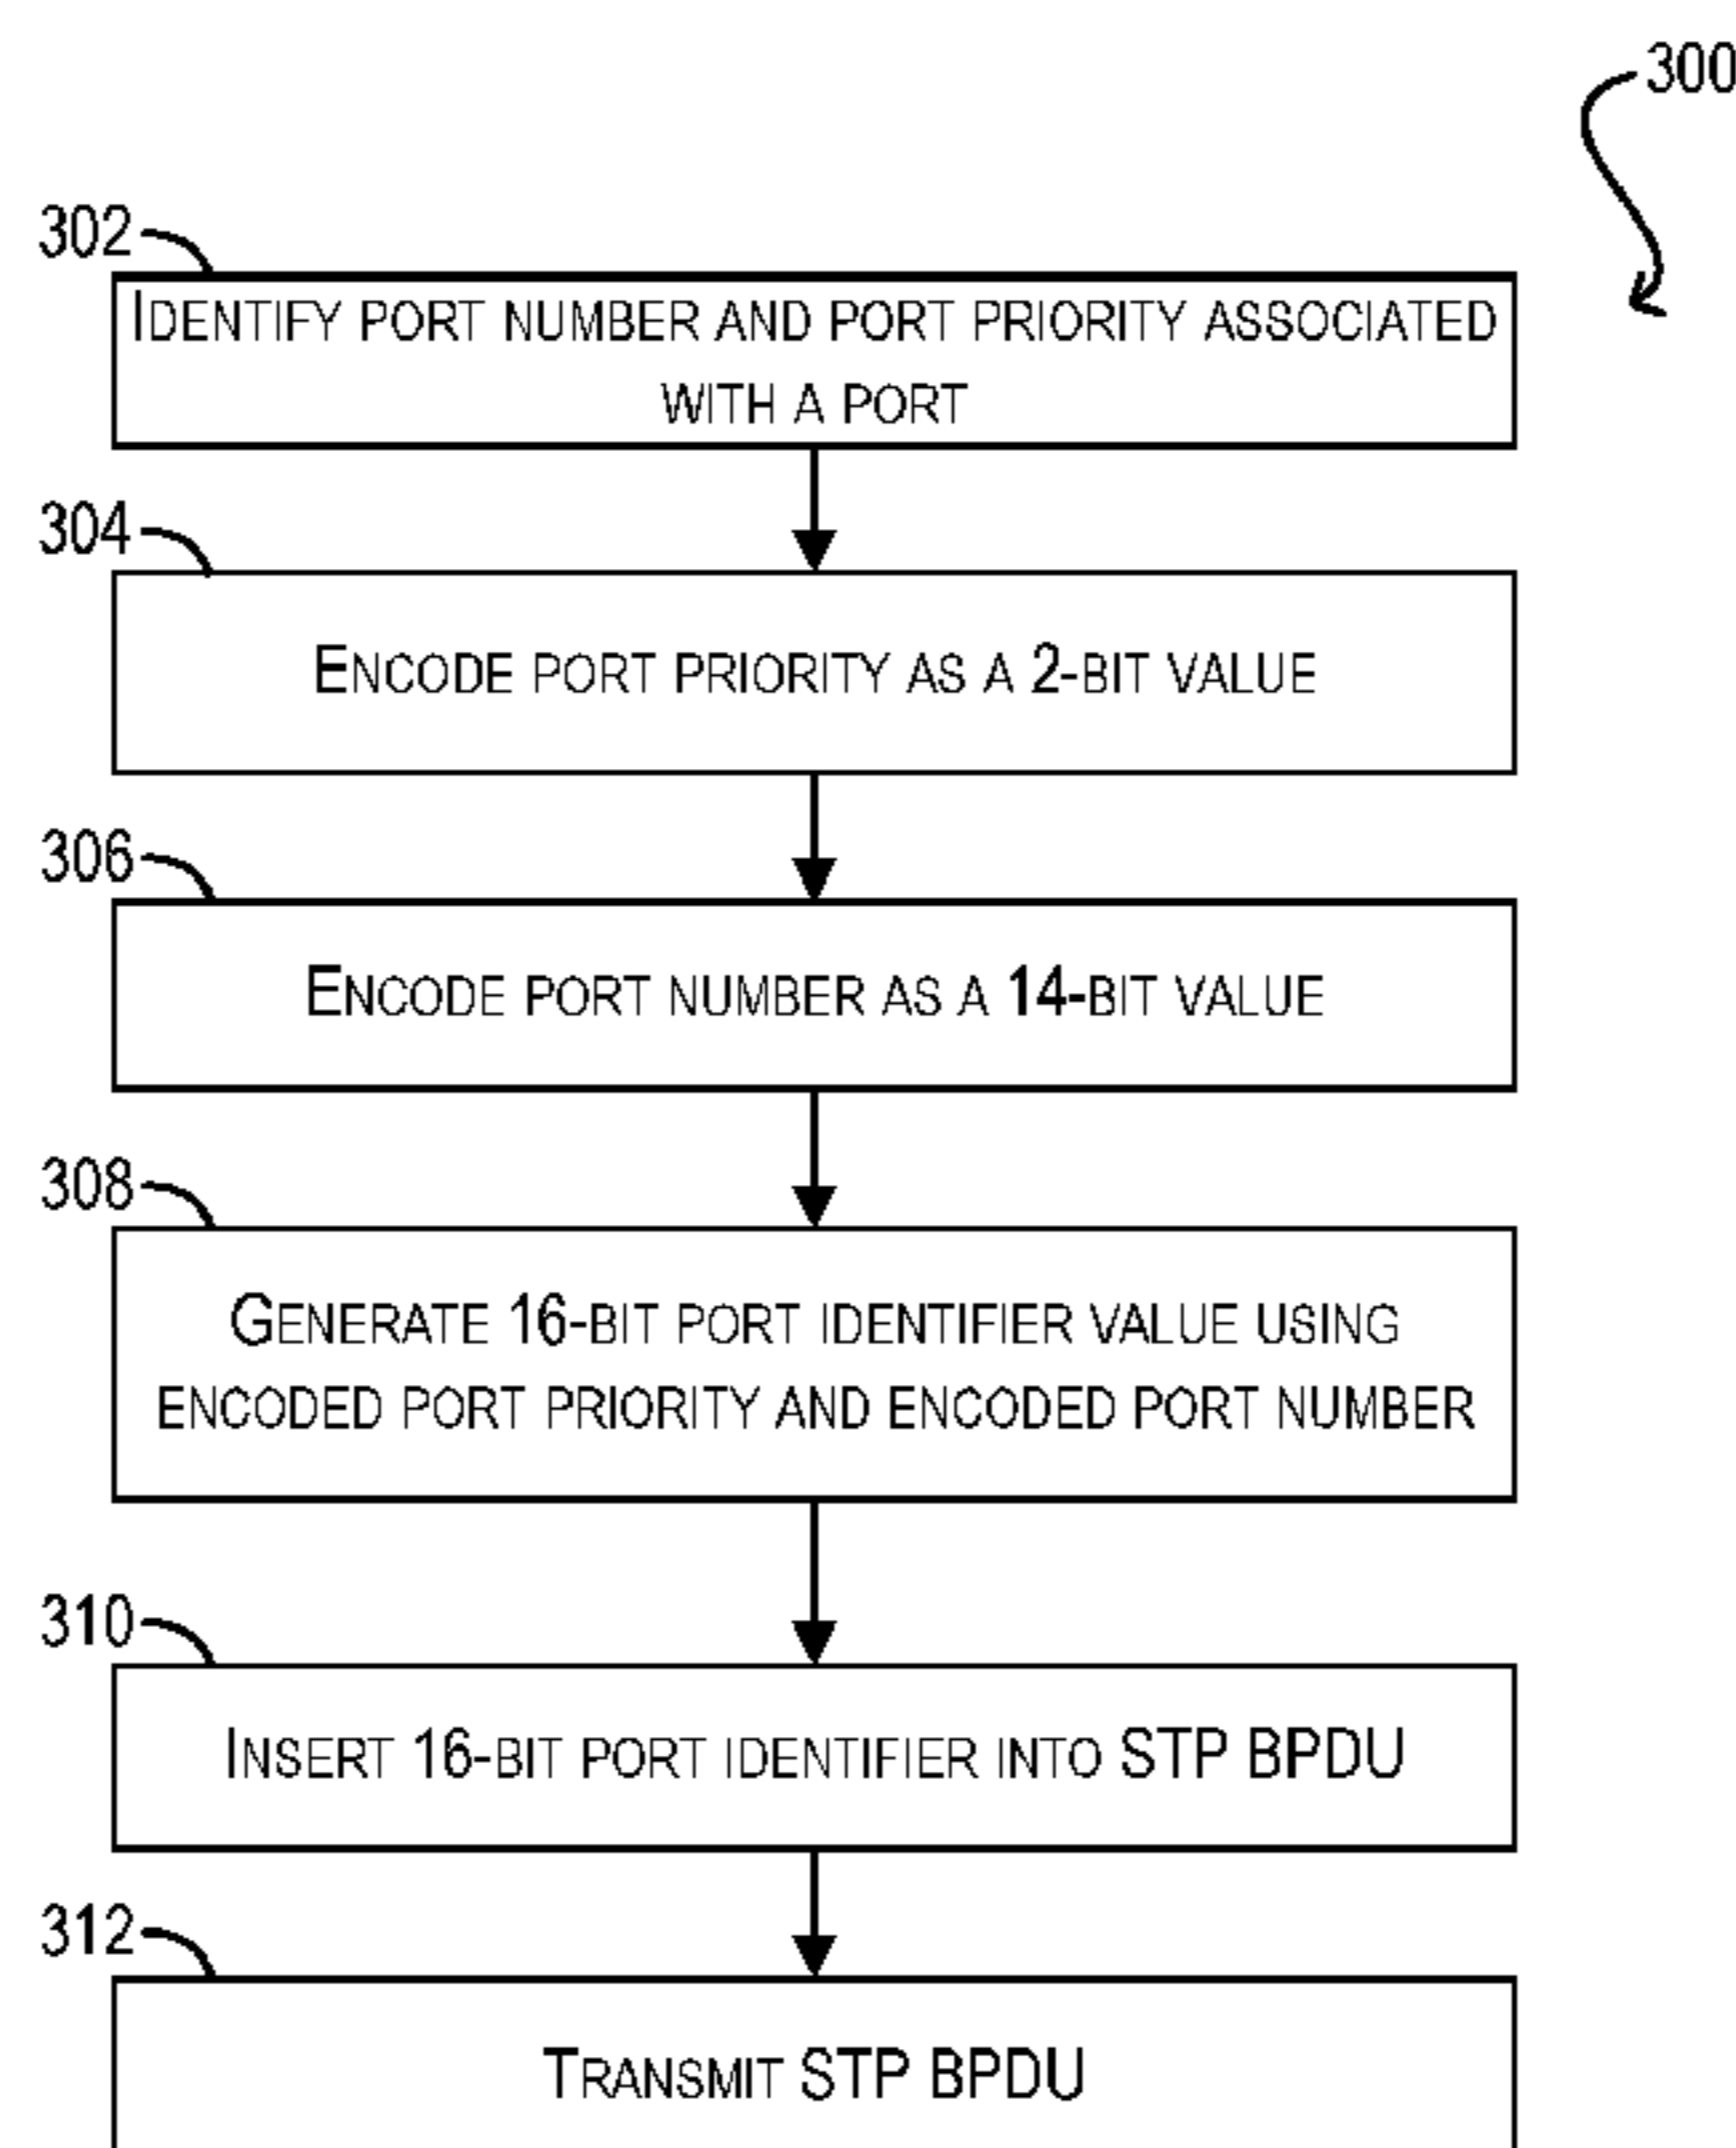 300
302
IDENTIFY PORT NUMBER AND PORT PRIORITY ASSOCIATED
WITH A PORT
304
ENCODE PORT PRIORITY AS A 2-BIT VALUE
306
ENCODE PORT NUMBER AS A 14-BIT VALUE
308
GENERATE 16-BIT PORT IDENTIFIER VALUE USING
ENCODED PORT PRIORITY AND ENCODED PORT NUMBER
310
INSERT 16-BIT PORT IDENTIFIER INTO STP BPDU
312
TRANSMIT STP BPDU